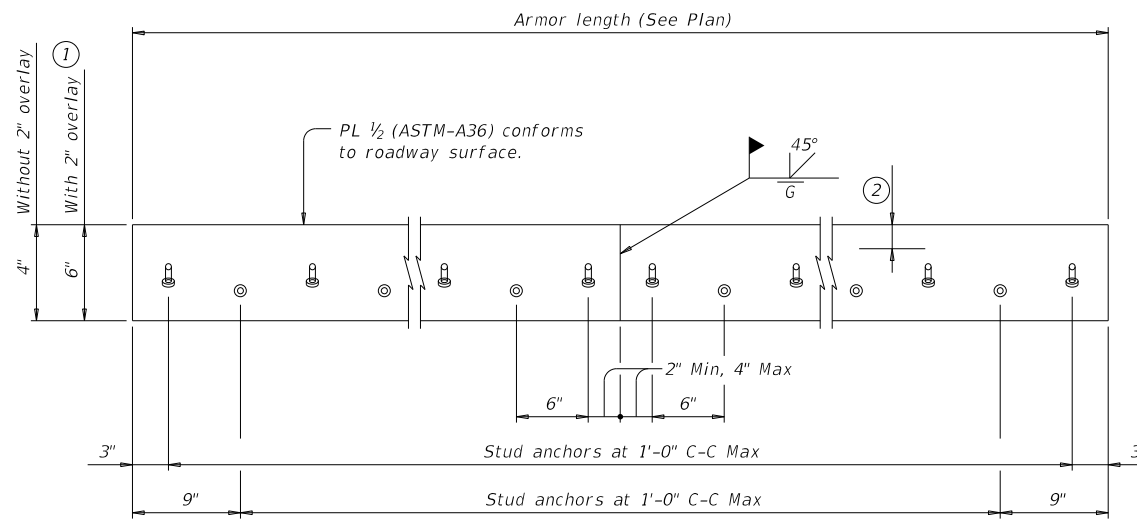 Armor length (See Plan)
Without 2" overlay
1
With 2" overlay
PL ½ (ASTM-A36) conforms
to roadway surface.
45°
G
2
4"
6"
2" Min, 4" Max
6"
6"
3"
Stud anchors at 1'-0" C-C Max
3
9"
Stud anchors at 1'-0" C-C Max
9"